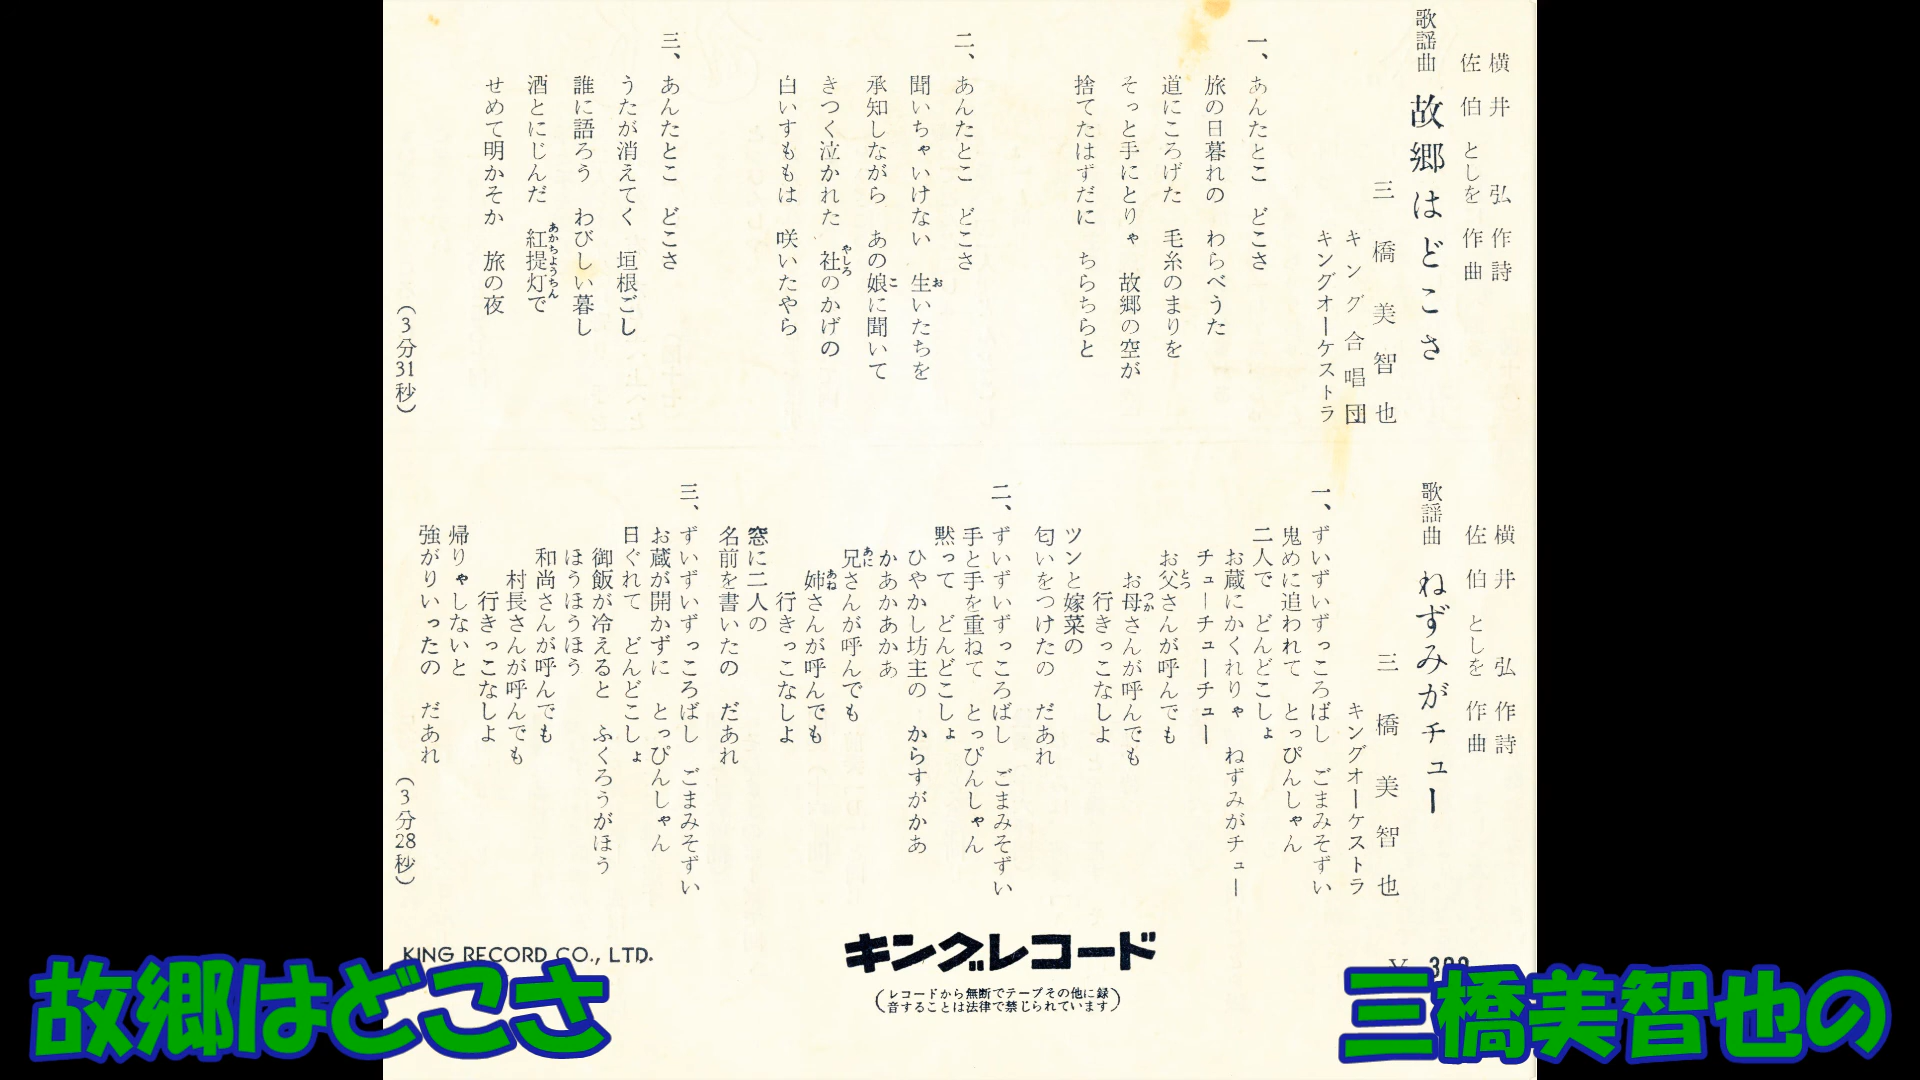 横井 弘 作詩
佐伯 としを 作曲
歌謡曲 故郷はどこさ
三橋美智也
キング合唱団
キングオーケストラ
一、あんたとこ どこさ
旅の日暮れの わらべうた
道にころげた 毛糸のまりを
そっと手にとりゃ 故郷の空が
捨てたはずだに ちらちらと
二、あんたとこ どこさ
聞いちゃいけない 生いたちを
お
承知しながら あの娘に聞いて
こ
きつく泣かれた 社のかげの
やしろ
白いすももは 咲いたやら
三、あんたとこ どこさ
うたが消えてく 垣根ごし
誰に語ろう わびしい暮し
酒とにじんだ 紅提灯で
あかちょうちん
せめて明かそか 旅の夜
(3分31秒)
横井 弘 作詩
佐伯 としを 作曲
歌謡曲 ねずみがチュー
三橋美智也
キングオーケストラ
一、ずいずいずっころばし ごまみそずい
鬼めに追われて とっぴんしゃん
二人で どんどこしょ
お蔵にかくれりゃ ねずみがチュー
チューチューチュー
お父さんが呼んでも
とっ
お母さんが呼んでも
つか
行きっこなしよ
ツンと嫁菜の
匂いをつけたの だあれ
二、ずいずいずっころばし ごまみそずい
手と手を重ねて とっぴんしゃん
黙って どんどこしょ
ひやかし坊主の からすがかあ
かあかあかあ
兄さんが呼んでも
あに
姉さんが呼んでも
あね
行きっこなしよ
窓に二人の
名前を書いたの だあれ
三、ずいずいずっころばし ごまみそずい
お蔵が開かずに とっぴんしゃん
日ぐれて どんどこしょ
御飯が冷えると ふくろうがほう
ほうほうほう
和尚さんが呼んでも
村長さんが呼んでも
行きっこなしよ
帰りゃしないと
強がりいったの だあれ
(3分28秒)
KING RECORD CO., LTD.
キングレコード
(レコードから無断でテープその他に録
音することは法律で禁じられています)
故郷はどこさ
三橋美智也の